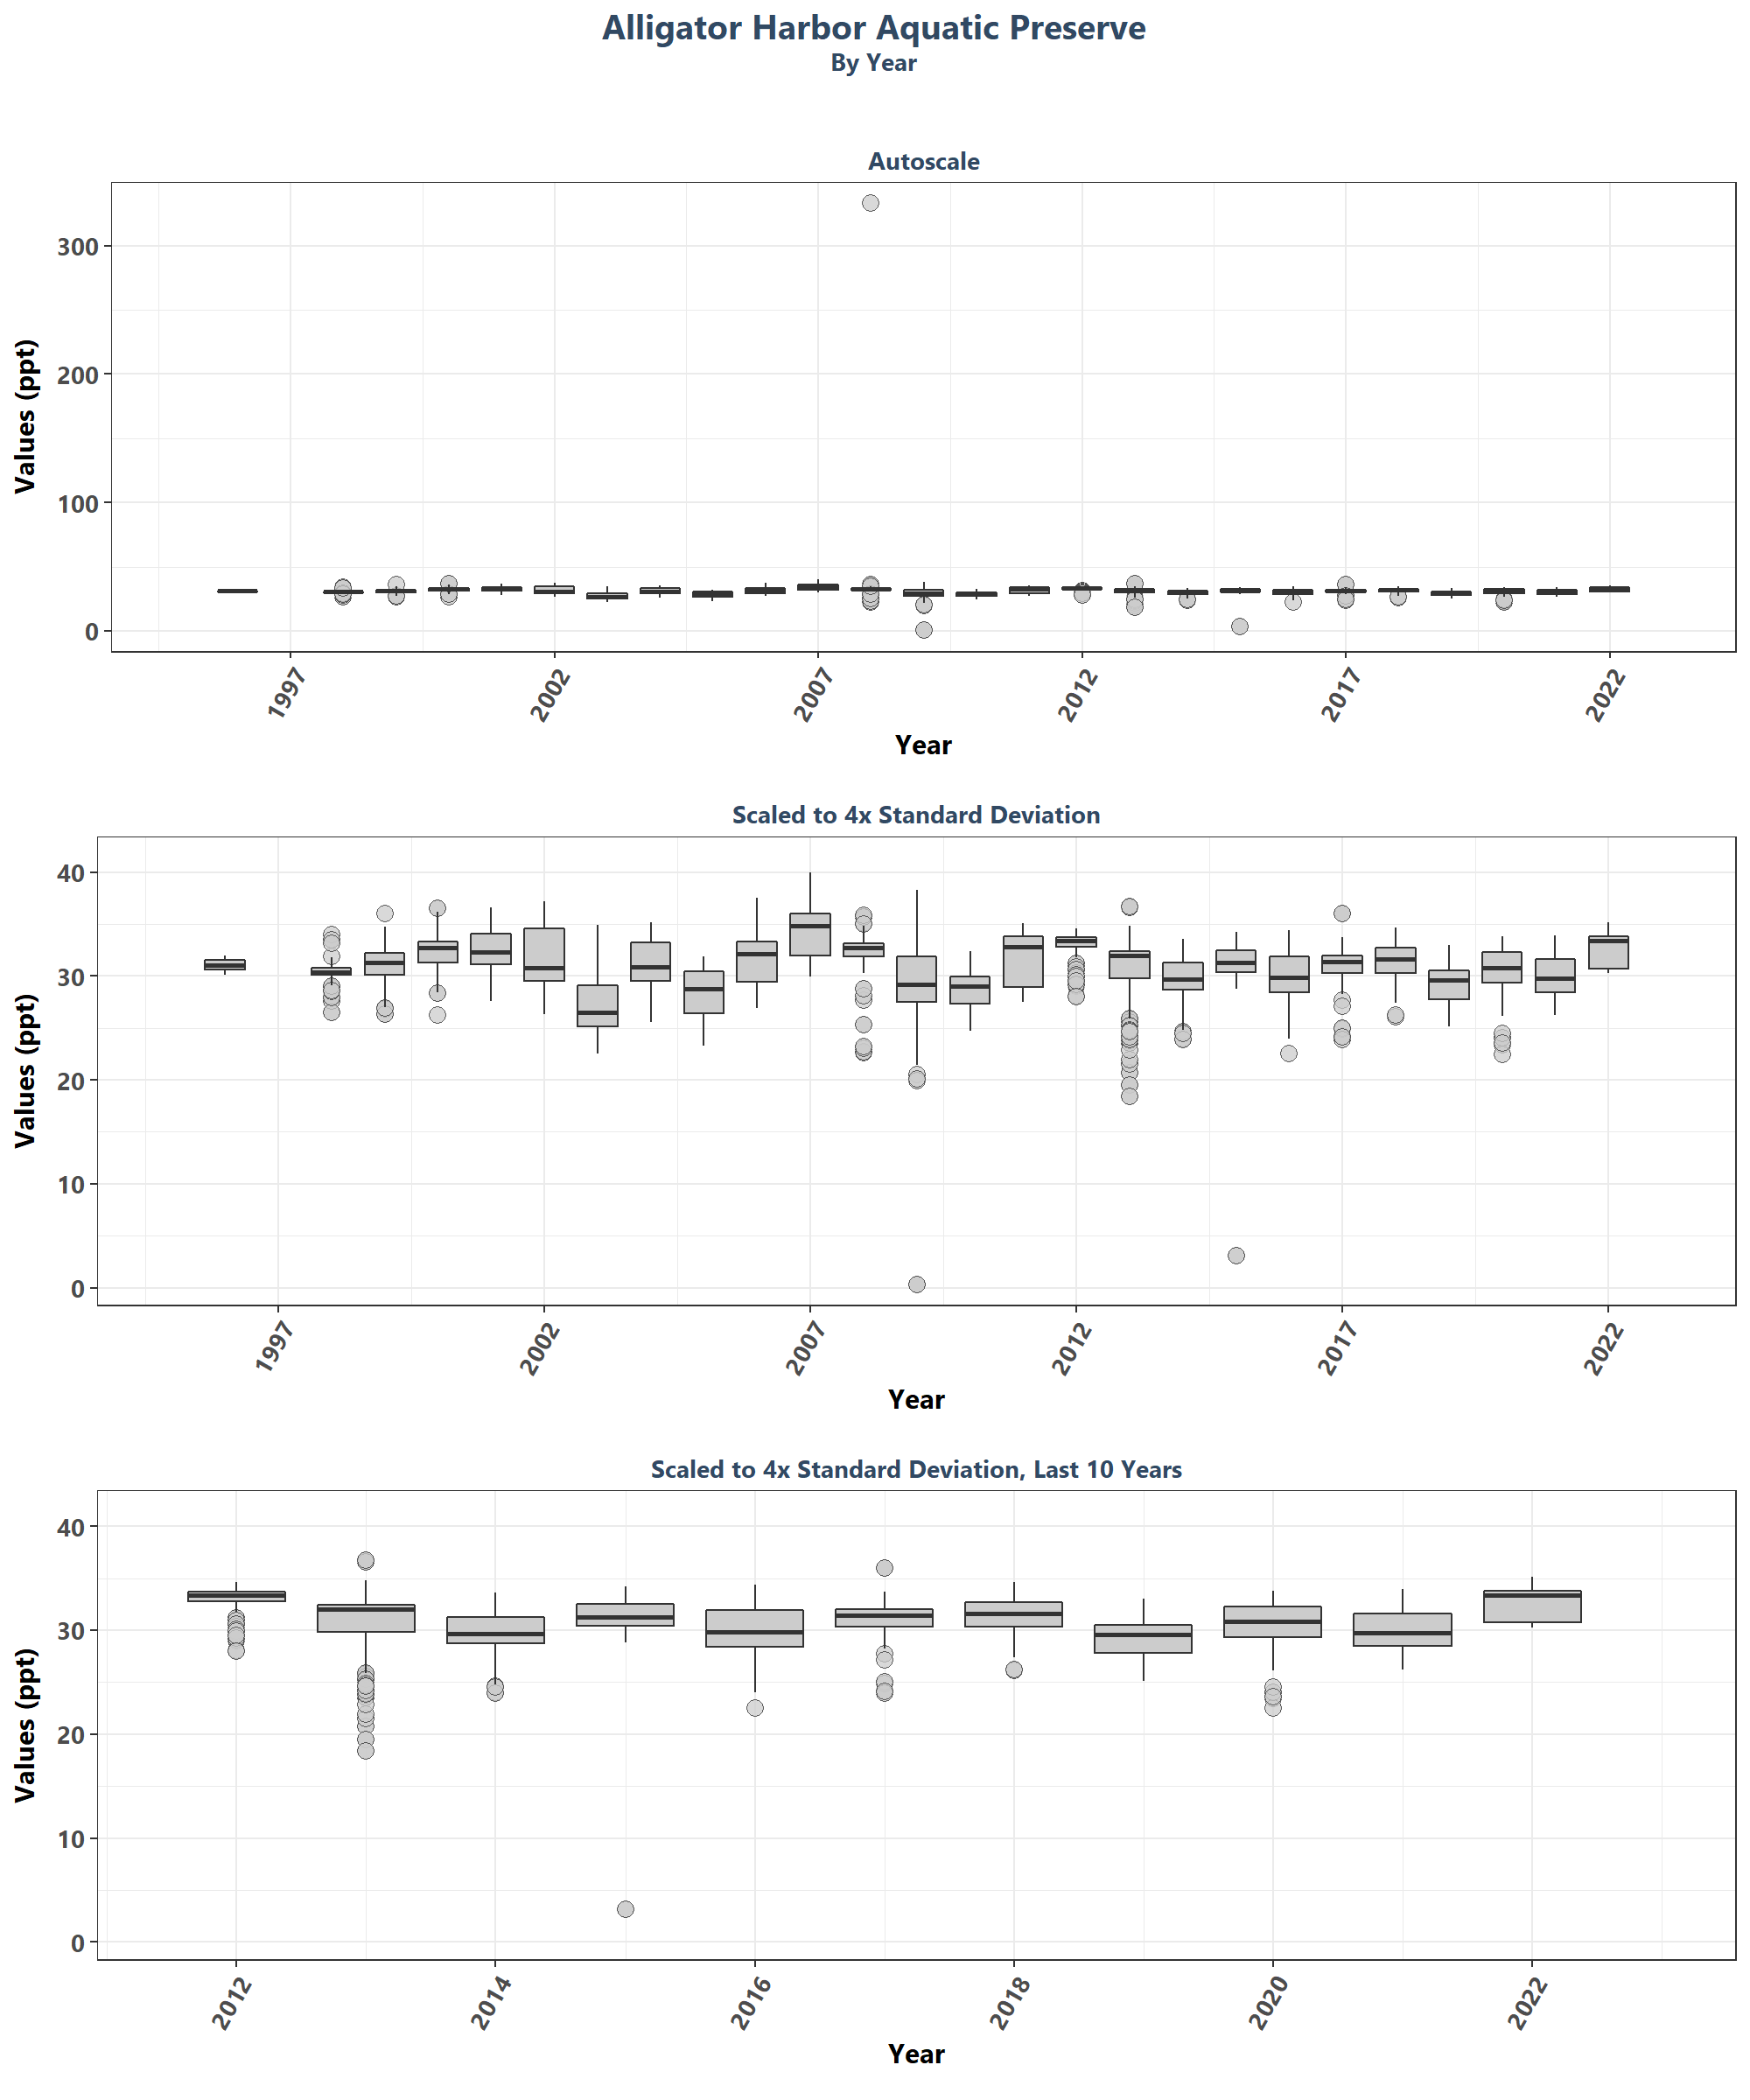 Alligator Harbor Aquatic Preserve
By Year
Autoscale
300
200
100
0
Values (ppt)
1997 2002 2007 2012 2017 2022
Year
Scaled to 4x Standard Deviation
40
30
20
10
0
Values (ppt)
1997 2002 2007 2012 2017 2022
Year
Scaled to 4x Standard Deviation, Last 10 Years
40
30
20
10
0
Values (ppt)
2012 2014 2016 2018 2020 2022
Year